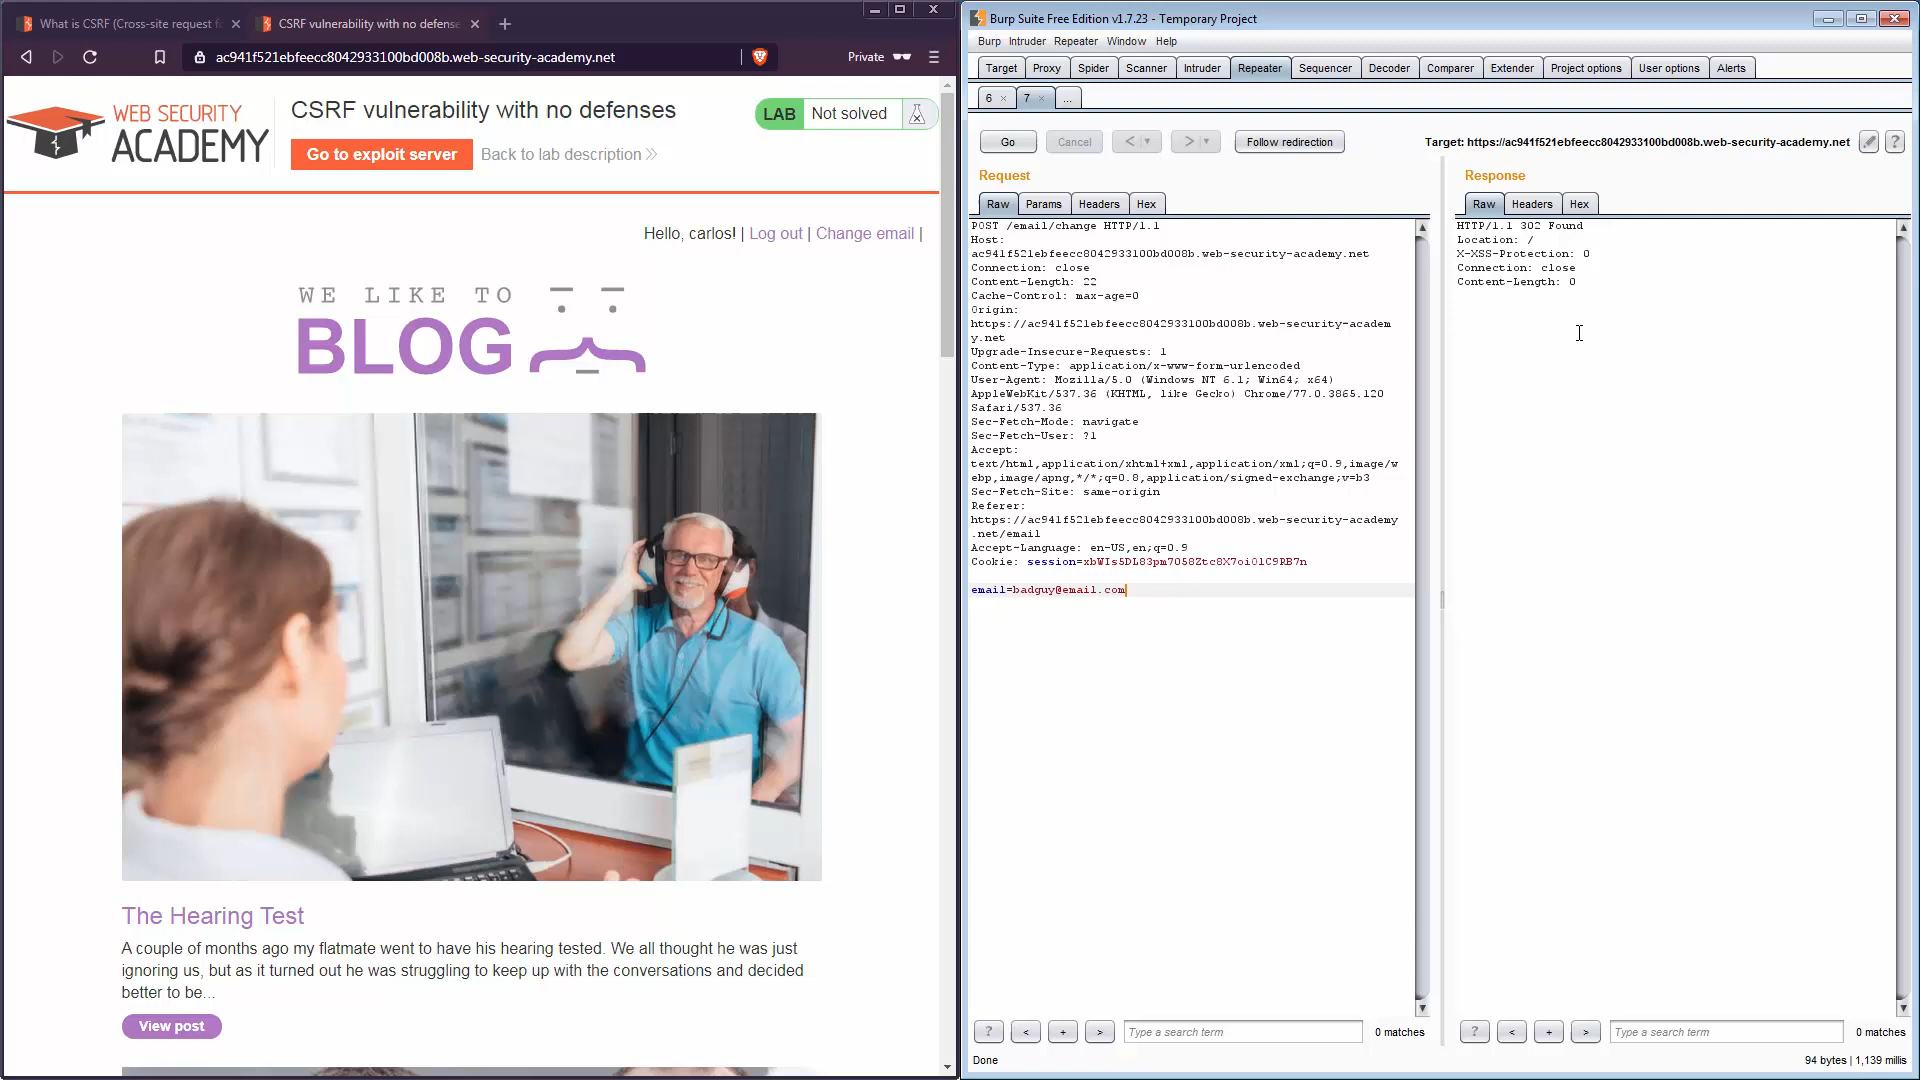 What is CSRF (Cross-site request f
CSRF vulnerability with no defense
ac941f521ebfeecc8042933100bd008b.web-security-academy.net
Private
WEB SECURITY
ACADEMY
CSRF vulnerability with no defenses
Go to exploit server
Back to lab description
LAB
Not solved
Hello, carlos! | Log out | Change email |
WE LIKE TO
BLOG
The Hearing Test
A couple of months ago my flatmate went to have his hearing tested. We all thought he was just
ignoring us, but as it turned out he was struggling to keep up with the conversations and decided
better to be...
View post
Burp Suite Free Edition v1.7.23 - Temporary Project
Burp Intruder Repeater Window Help
Target Proxy Spider Scanner Intruder Repeater Sequencer Decoder Comparer Extender Project options User options Alerts
6 × 7 × ...
Go Cancel < > Follow redirection
Target: https://ac941f521ebfeecc8042933100bd008b.web-security-academy.net
?
Request
Raw Params Headers Hex
POST /email/change HTTP/1.1
Host:
ac941f521ebfeecc8042933100bd008b.web-security-academy.net
Connection: close
Content-Length: 22
Cache-Control: max-age=0
Origin:
https://ac941f521ebfeecc8042933100bd008b.web-security-academ
y.net
Upgrade-Insecure-Requests: 1
Content-Type: application/x-www-form-urlencoded
User-Agent: Mozilla/5.0 (Windows NT 6.1; Win64; x64)
AppleWebKit/537.36 (KHTML, like Gecko) Chrome/77.0.3865.120
Safari/537.36
Sec-Fetch-Mode: navigate
Sec-Fetch-User: ?1
Accept:
text/html,application/xhtml+xml,application/xml;q=0.9,image/w
ebp,image/apng,*/*;q=0.8,application/signed-exchange;v=b3
Sec-Fetch-Site: same-origin
Referer:
https://ac941f521ebfeecc8042933100bd008b.web-security-academy
.net/email
Accept-Language: en-US,en;q=0.9
Cookie: session=xbWIs5DL83pm7058Ztc8X7oi0lC9RB7n
email=badguy@email.com
? < + > Type a search term 0 matches
Done
Response
Raw Headers Hex
HTTP/1.1 302 Found
Location: /
X-XSS-Protection: 0
Connection: close
Content-Length: 0
? < + > Type a search term 0 matches
94 bytes | 1,139 millis